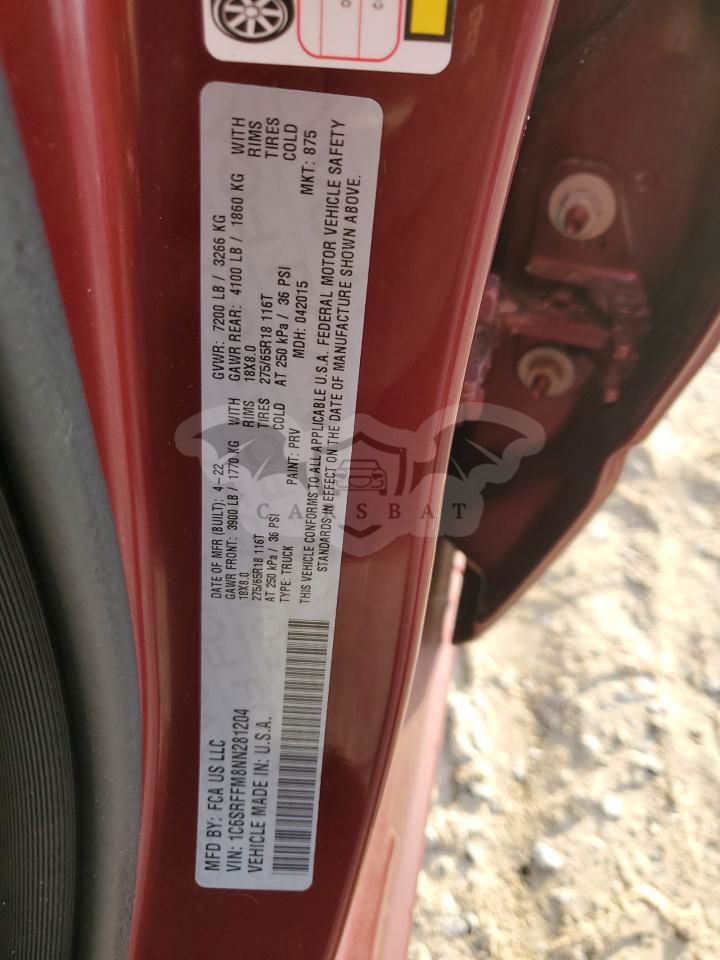 MFD BY: FCA US LLC
VIN: 1C6SRFFM8NN281204
VEHICLE MADE IN: U.S.A.
DATE OF MFR (BUILT): 4-22
GAWR FRONT: 3900 LB / 1770 KG WITH
18X8.0 RIMS
275/65R18 116T TIRES
AT 250 kPa / 36 PSI COLD
TYPE: TRUCK PAINT: PRV
GVWR: 7200 LB / 3266 KG
GAWR REAR: 4100 LB / 1860 KG WITH
18X8.0 RIMS
275/65R18 116T TIRES
AT 250 kPa / 36 PSI COLD
MDH: 042015 MKT: 875
THIS VEHICLE CONFORMS TO ALL APPLICABLE U.S.A. FEDERAL MOTOR VEHICLE SAFETY
STANDARDS IN EFFECT ON THE DATE OF MANUFACTURE SHOWN ABOVE.
CARSBAT